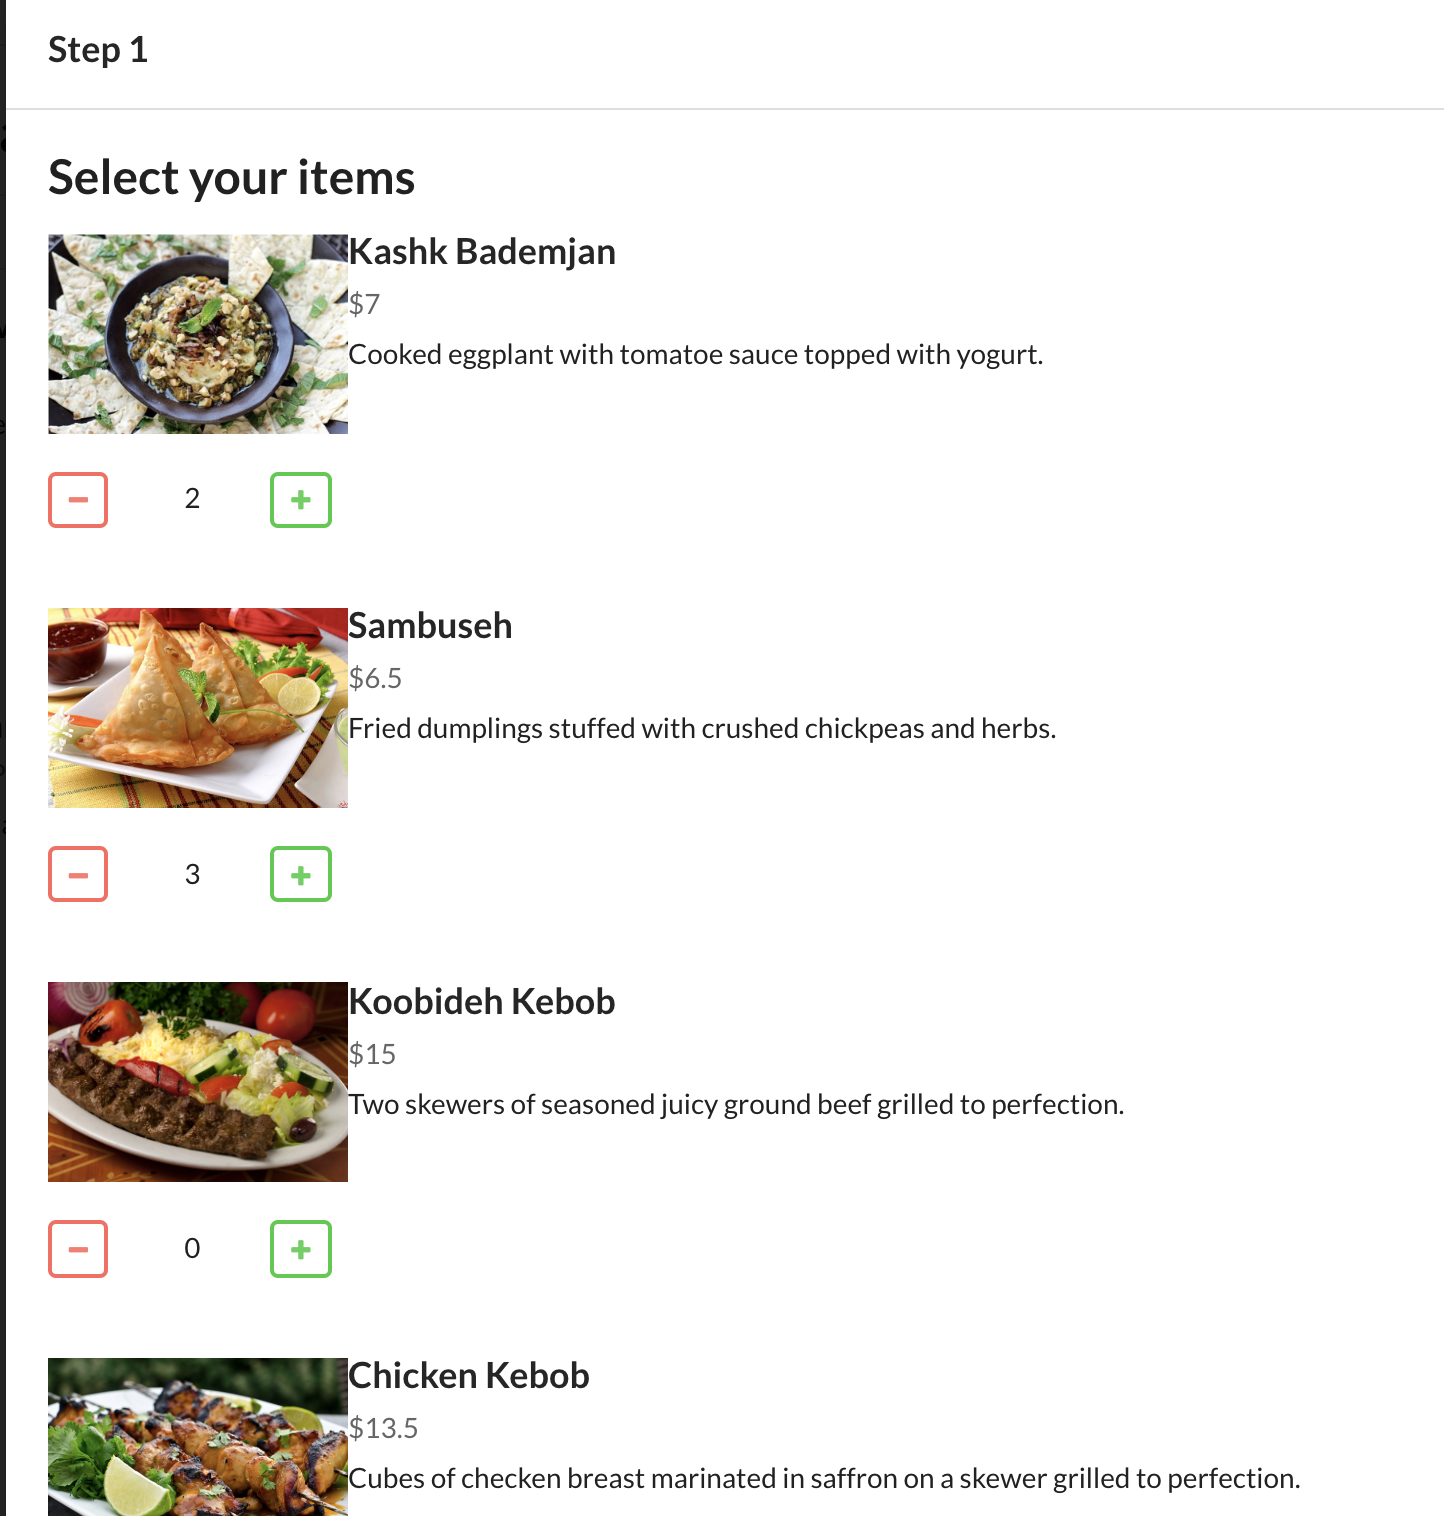 Step 1
Select your items
Kashk Bademjan
$7
Cooked eggplant with tomatoe sauce topped with yogurt.
2
Sambuseh
$6.5
Fried dumplings stuffed with crushed chickpeas and herbs.
3
Koobideh Kebob
$15
Two skewers of seasoned juicy ground beef grilled to perfection.
0
Chicken Kebob
$13.5
Cubes of checken breast marinated in saffron on a skewer grilled to perfection.